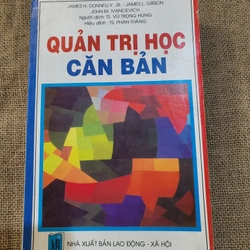 JAMES H. DONNELLY, JR. - JAMES L. GIBSON
JOHN M. IVANCEVICH
Người dịch: TS. VŨ TRỌNG HÙNG
Hiệu đính: TS. PHAN THĂNG
QUẢN TRỊ HỌC
CĂN BẢN
NHÀ XUẤT BẢN LAO ĐỘNG - XÃ HỘI